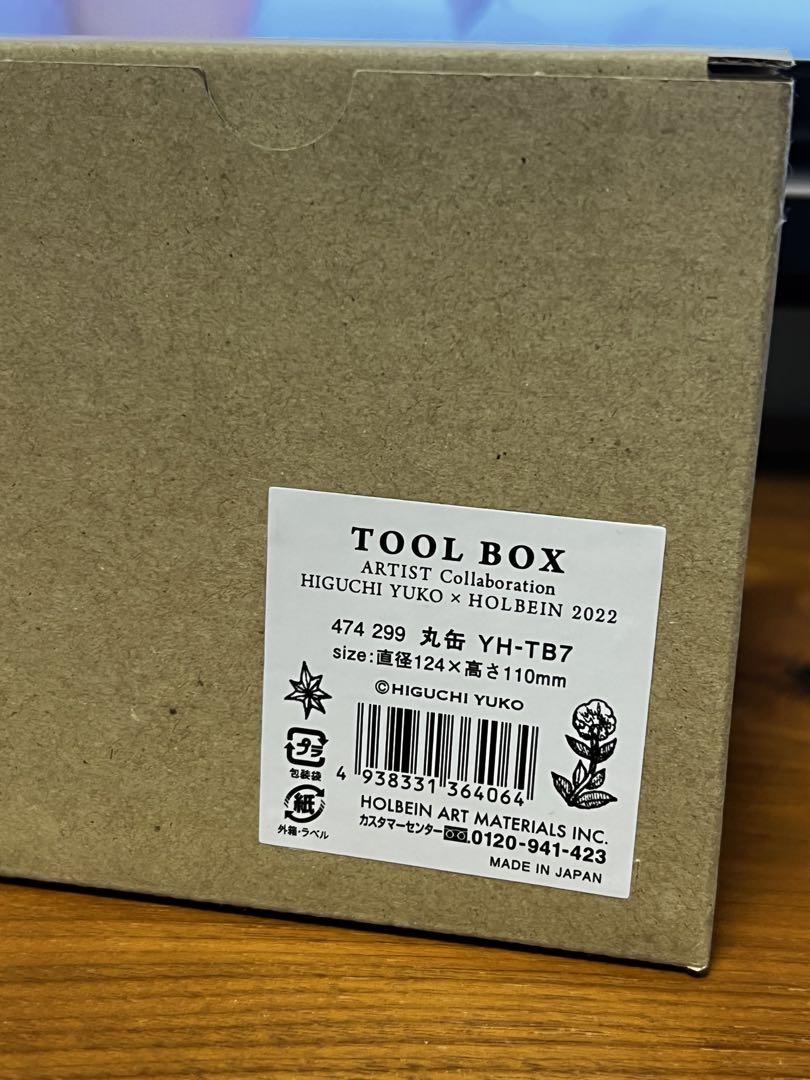 TOOL BOX
ARTIST Collaboration
HIGUCHI YUKO × HOLBEIN 2022
474 299 丸缶 YH-TB7
size:直径124×高さ110mm
©HIGUCHI YUKO
プラ
包装袋
4 938331 364064
紙
外箱・ラベル
HOLBEIN ART MATERIALS INC.
カスタマーセンター 0120-941-423
MADE IN JAPAN